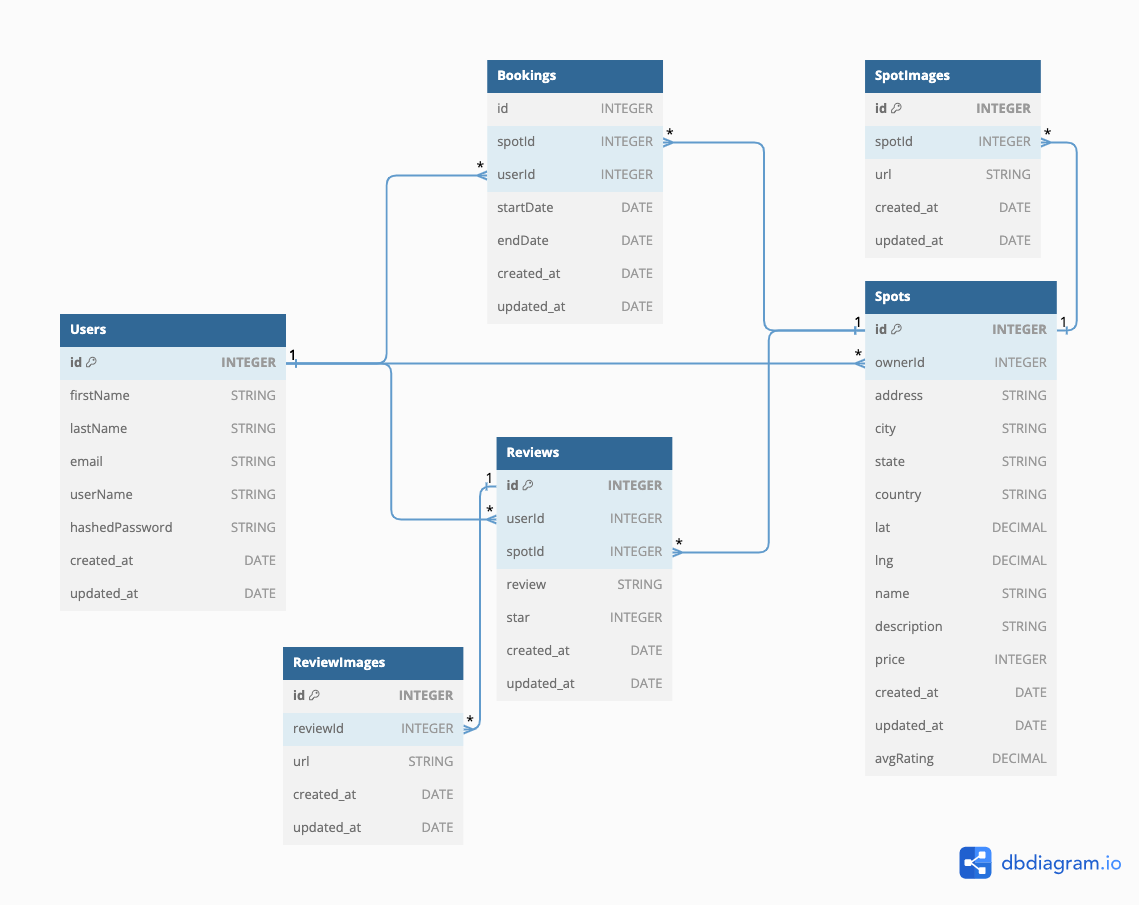 Bookings
id INTEGER
*
spotId INTEGER
*
userId INTEGER
startDate DATE
endDate DATE
created_at DATE
updated_at DATE
SpotImages
id INTEGER
*
spotId INTEGER
url STRING
created_at DATE
updated_at DATE
Users
1
id INTEGER
firstName STRING
lastName STRING
email STRING
userName STRING
hashedPassword STRING
created_at DATE
updated_at DATE
Spots
1 1
id INTEGER
*
ownerId INTEGER
address STRING
city STRING
state STRING
country STRING
lat DECIMAL
lng DECIMAL
name STRING
description STRING
price INTEGER
created_at DATE
updated_at DATE
avgRating DECIMAL
Reviews
1
id INTEGER
*
userId INTEGER
*
spotId INTEGER
review STRING
star INTEGER
created_at DATE
updated_at DATE
ReviewImages
id INTEGER
*
reviewId INTEGER
url STRING
created_at DATE
updated_at DATE
dbdiagram.io